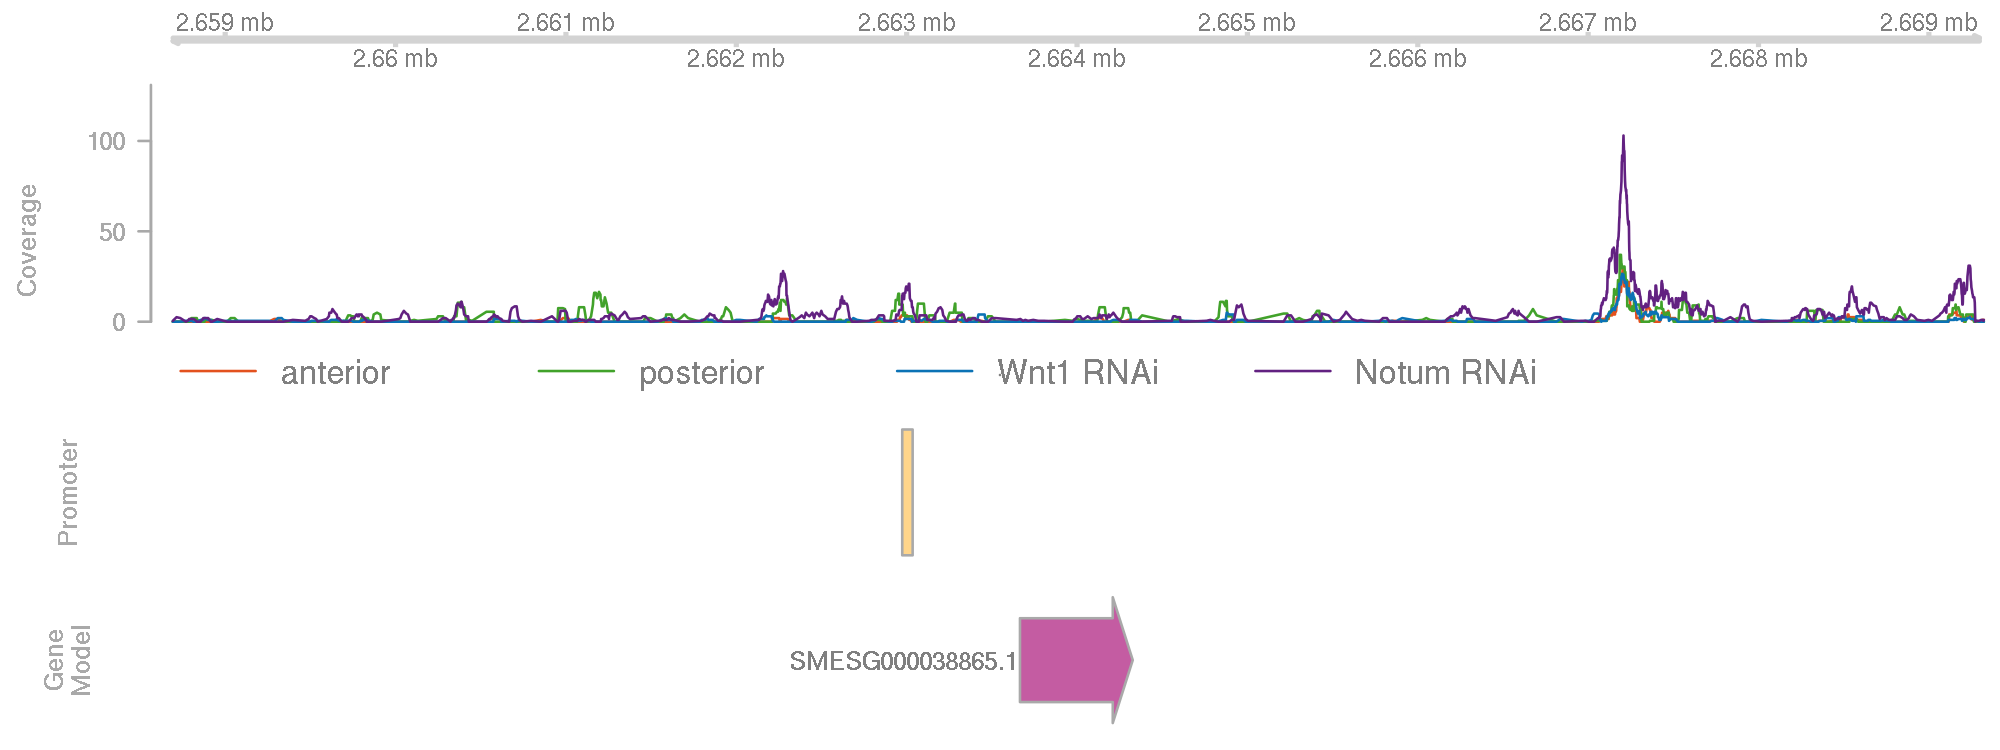 2.659 mb 2.661 mb 2.663 mb 2.665 mb 2.667 mb 2.669 mb
2.66 mb 2.662 mb 2.664 mb 2.666 mb 2.668 mb
Coverage
100
50
0
anterior posterior Wnt1 RNAi Notum RNAi
Promoter
Gene
Model
SMESG000038865.1